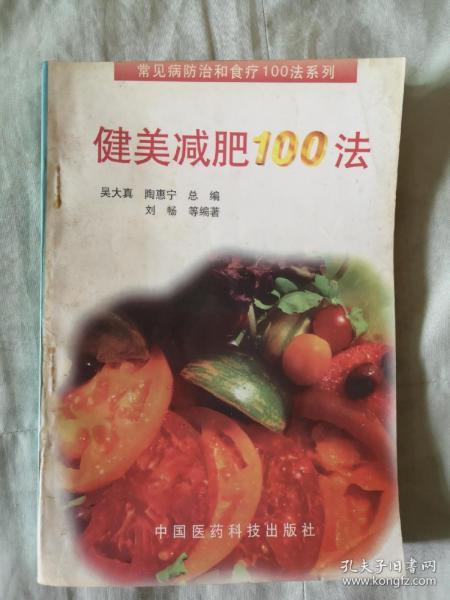 常见病防治和食疗100法系列
健美减肥100法
吴大真 陶惠宁 总 编
刘 畅 等编著
中国医药科技出版社
孔夫子旧书网
www.kongfz.com